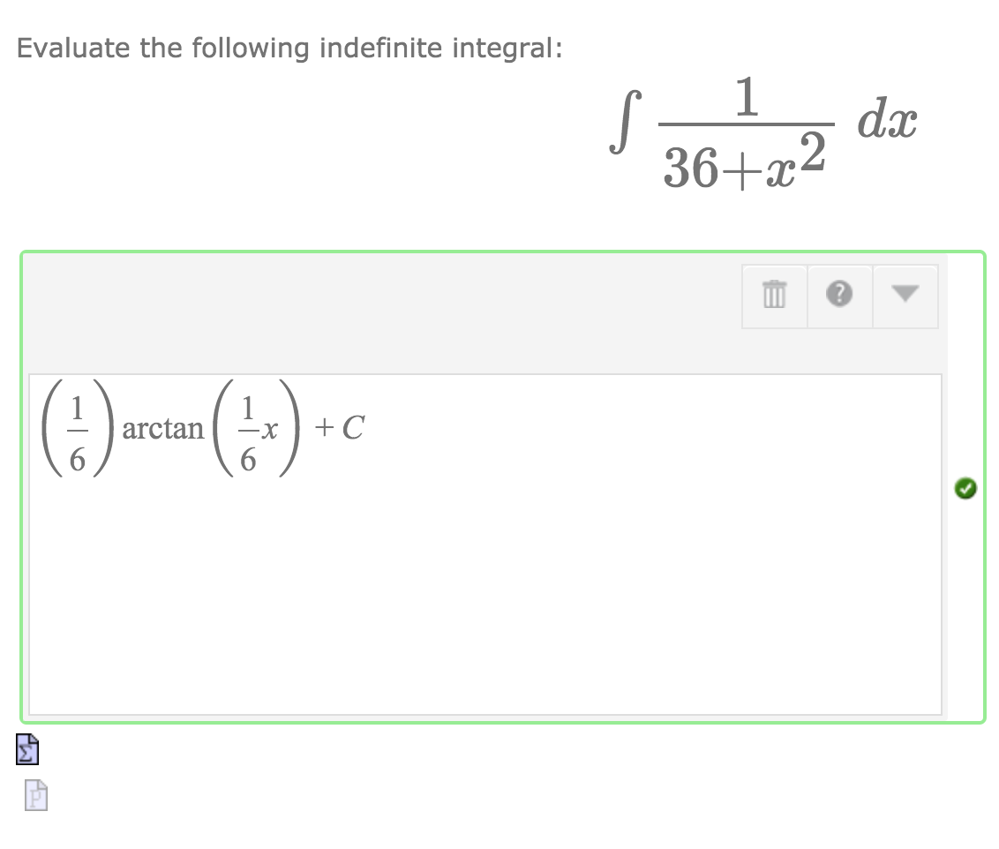 Evaluate the following indefinite integral:
∫ 1/(36+x²) dx
(1/6) arctan(1/6 x) + C